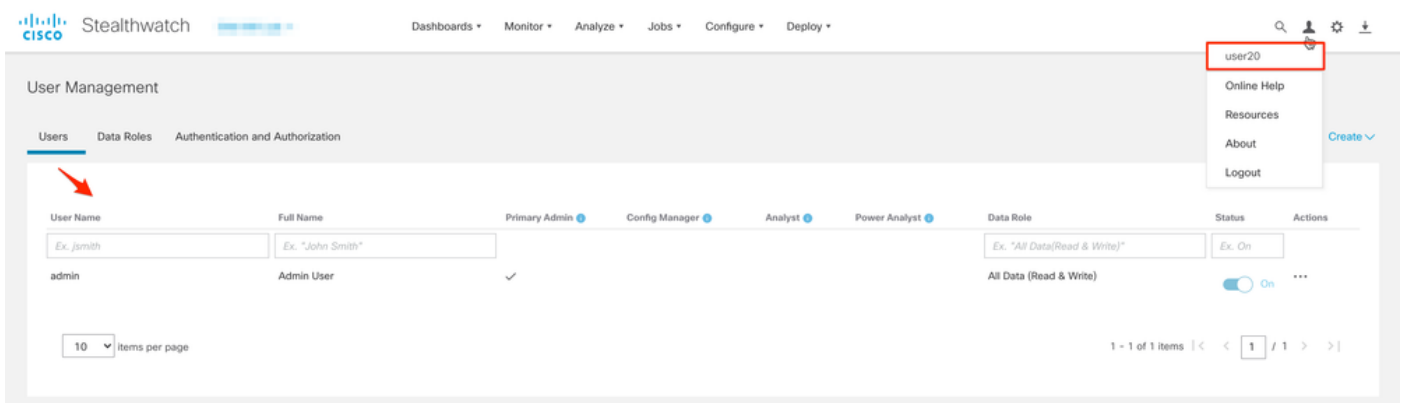 CISCO Stealthwatch Dashboards Monitor Analyze Jobs Configure Deploy
user20
User Management
Online Help
Resources
Users Data Roles Authentication and Authorization
Create
About
Logout
User Name Full Name Primary Admin Config Manager Analyst Power Analyst Data Role Status Actions
Ex. jsmith Ex. "John Smith" Ex. "All Data(Read & Write)" Ex. On
admin Admin User All Data (Read & Write) On ...
10 items per page 1 - 1 of 1 items |< < 1 / 1 > >|